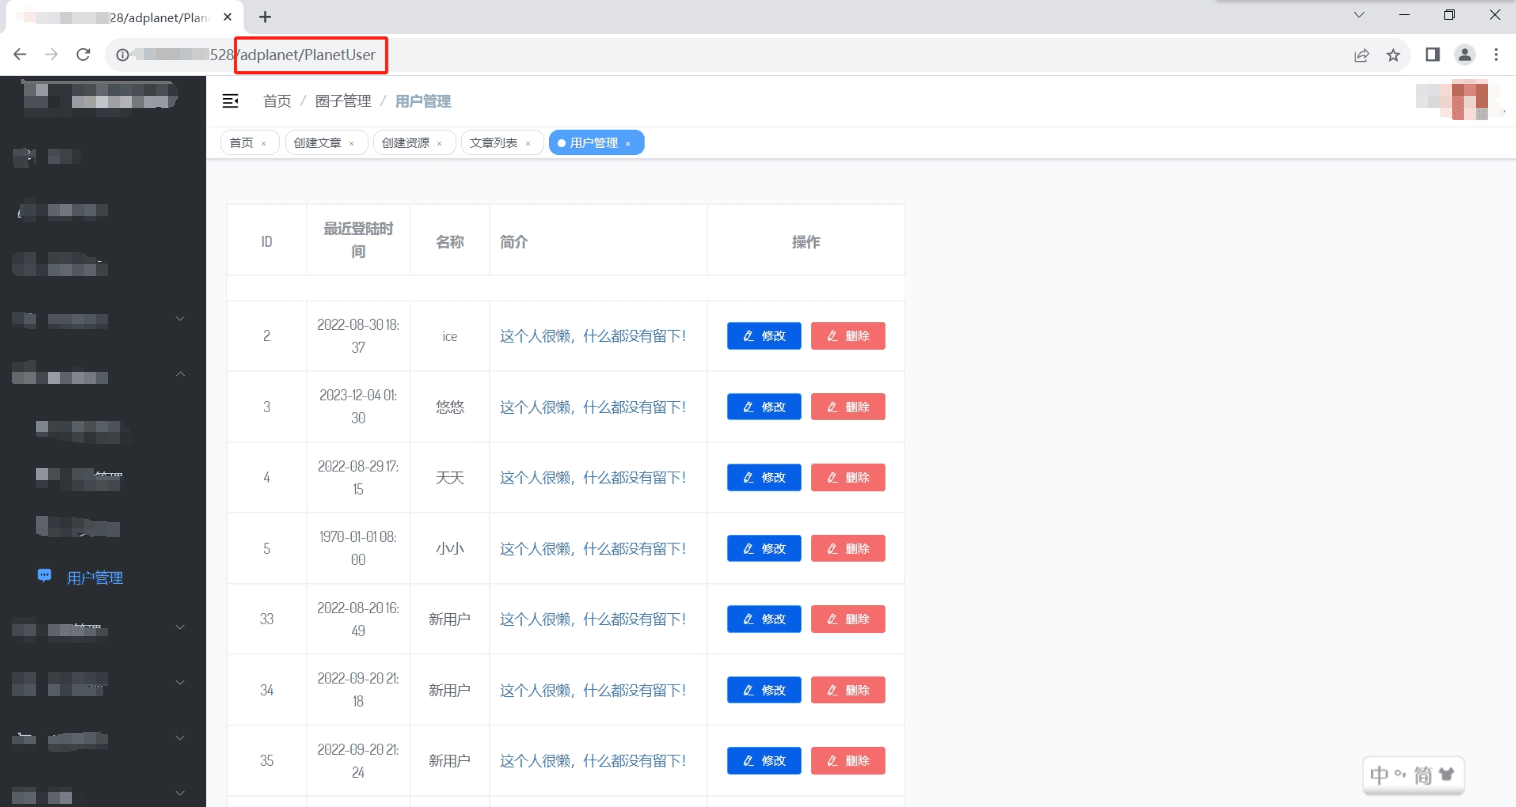 28/adplanet/Plan
528/adplanet/PlanetUser
首页 / 圈子管理 / 用户管理
首页 × 创建文章 × 创建资源 × 文章列表 × 用户管理 ×
ID 最近登陆时 名称 简介 操作
间
2 2022-08-30 18: ice 这个人很懒，什么都没有留下！ 修改 删除
37
3 2023-12-04 01: 悠悠 这个人很懒，什么都没有留下！ 修改 删除
30
4 2022-08-29 17: 天天 这个人很懒，什么都没有留下！ 修改 删除
15
5 1970-01-01 08: 小小 这个人很懒，什么都没有留下！ 修改 删除
00
33 2022-08-20 16: 新用户 这个人很懒，什么都没有留下！ 修改 删除
49
34 2022-09-20 21: 新用户 这个人很懒，什么都没有留下！ 修改 删除
18
35 2022-09-20 21: 新用户 这个人很懒，什么都没有留下！ 修改 删除
24
用户管理
管理
中 简